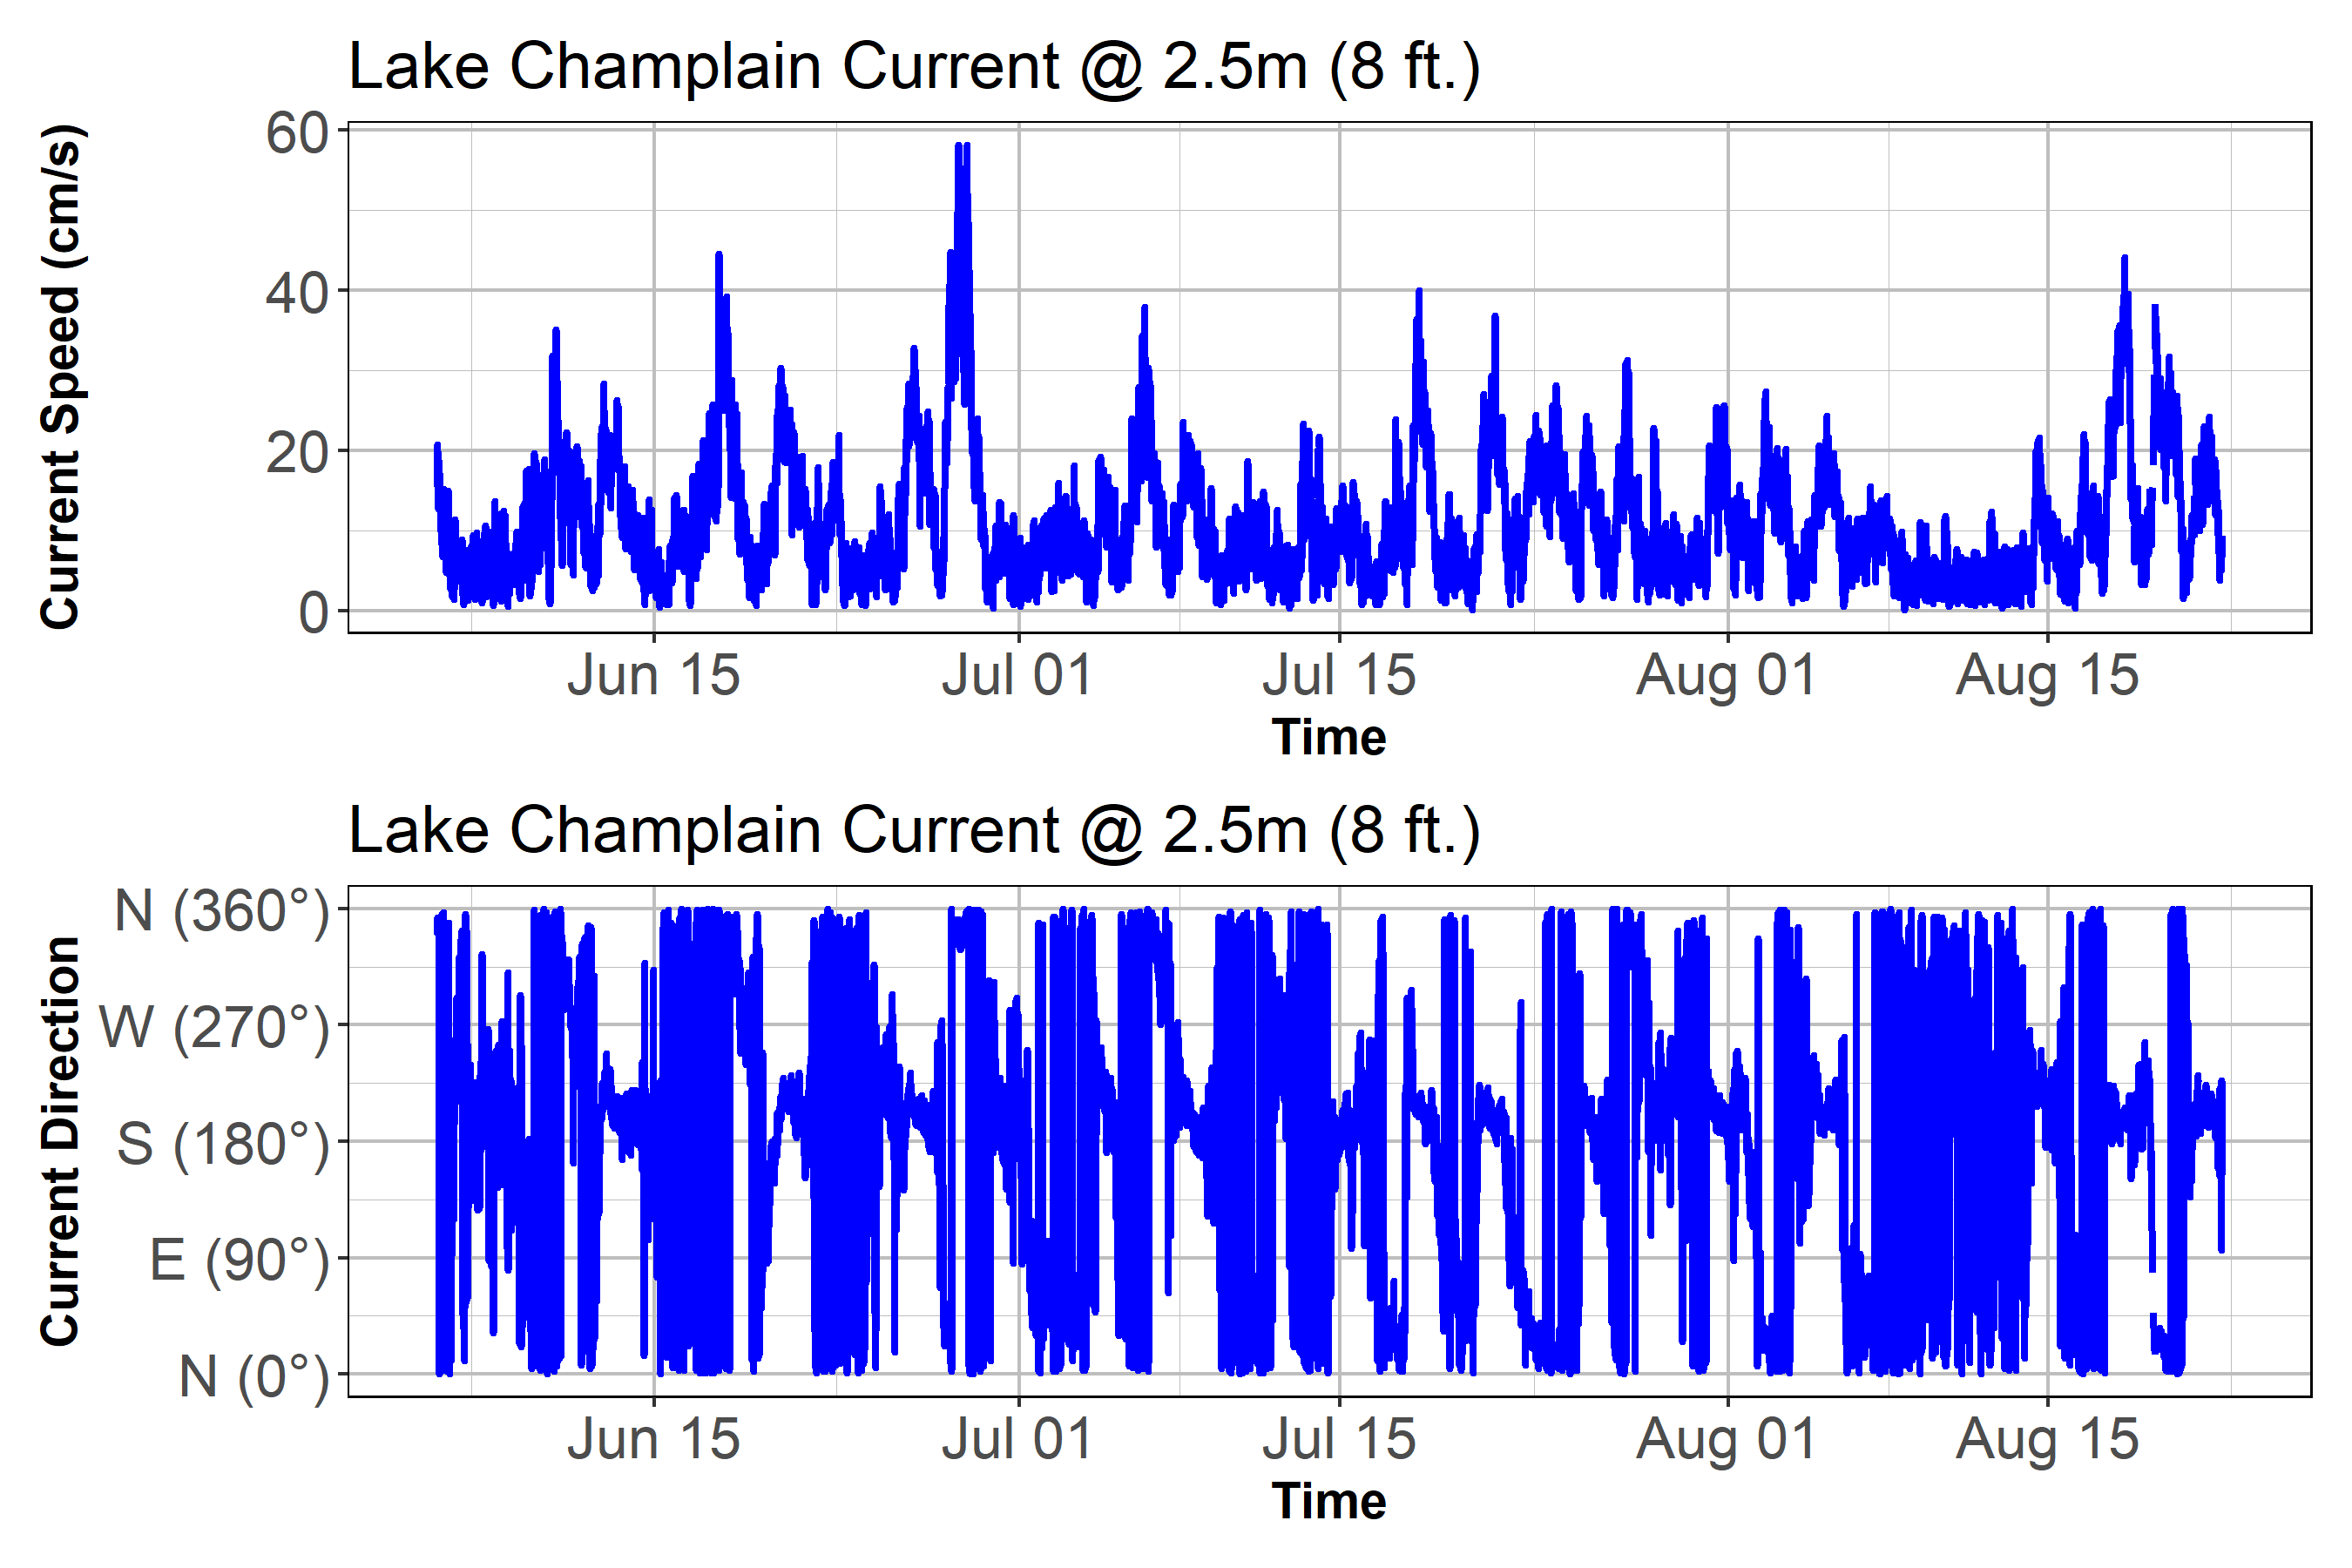 Lake Champlain Current @ 2.5m (8 ft.)
Current Speed (cm/s)
60
40
20
0
Jun 15 Jul 01 Jul 15 Aug 01 Aug 15
Time
Lake Champlain Current @ 2.5m (8 ft.)
Current Direction
N (360°)
W (270°)
S (180°)
E (90°)
N (0°)
Jun 15 Jul 01 Jul 15 Aug 01 Aug 15
Time